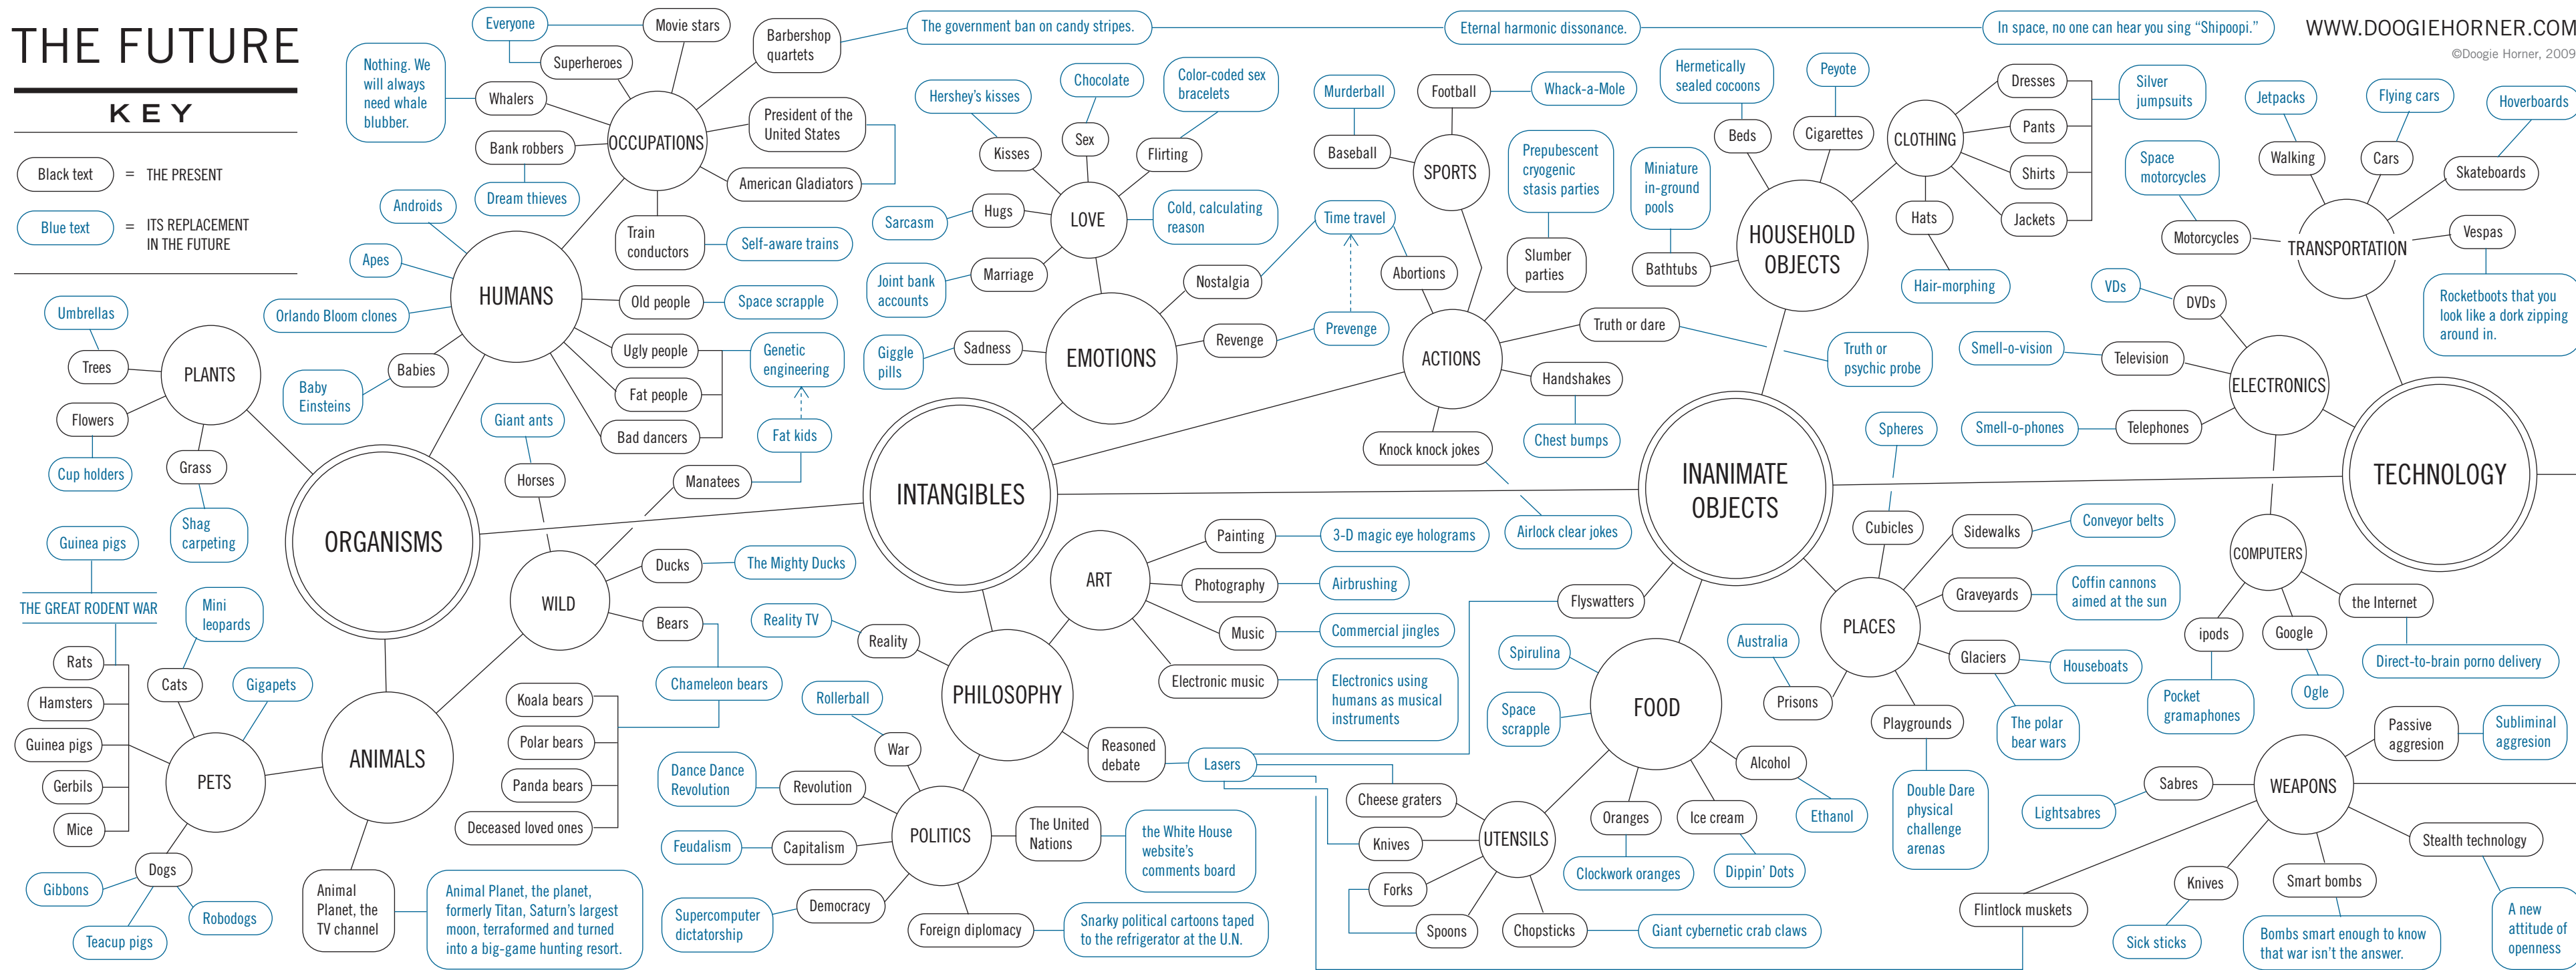 THE FUTURE
KEY
Black text
=
THE PRESENT
Blue text
=
ITS REPLACEMENT
IN THE FUTURE
WWW.DOOGIEHORNER.COM
©Doogie Horner, 2009
ORGANISMS
PLANTS
Umbrellas
Trees
Flowers
Cup holders
Grass
Shag
carpeting
HUMANS
Androids
Apes
Orlando Bloom clones
Babies
Baby
Einsteins
Old people
Space scrapple
Ugly people
Fat people
Bad dancers
Genetic
engineering
Fat kids
Manatees
OCCUPATIONS
Everyone
Movie stars
Superheroes
Whalers
Nothing. We
will always
need whale
blubber.
Bank robbers
Dream thieves
Barbershop
quartets
The government ban on candy stripes.
Eternal harmonic dissonance.
In space, no one can hear you sing “Shipoopi.”
President of the
United States
American Gladiators
Train
conductors
Self-aware trains
ANIMALS
WILD
Giant ants
Horses
Ducks
The Mighty Ducks
Bears
Chameleon bears
Koala bears
Polar bears
Panda bears
Deceased loved ones
PETS
Guinea pigs
THE GREAT RODENT WAR
Rats
Hamsters
Guinea pigs
Gerbils
Mice
Mini
leopards
Cats
Gigapets
Dogs
Gibbons
Teacup pigs
Robodogs
Animal
Planet, the
TV channel
Animal Planet, the planet,
formerly Titan, Saturn’s largest
moon, terraformed and turned
into a big-game hunting resort.
INTANGIBLES
EMOTIONS
LOVE
Hershey’s kisses
Kisses
Chocolate
Sex
Color-coded sex
bracelets
Flirting
Sarcasm
Hugs
Cold, calculating
reason
Joint bank
accounts
Marriage
Nostalgia
Time travel
Giggle
pills
Sadness
Revenge
Prevenge
ACTIONS
SPORTS
Murderball
Baseball
Football
Whack-a-Mole
Abortions
Prepubescent
cryogenic
stasis parties
Slumber
parties
Truth or dare
Truth or
psychic probe
Handshakes
Chest bumps
Knock knock jokes
Airlock clear jokes
PHILOSOPHY
ART
Painting
3-D magic eye holograms
Photography
Airbrushing
Music
Commercial jingles
Electronic music
Electronics using
humans as musical
instruments
Reality TV
Reality
Reasoned
debate
Lasers
POLITICS
Rollerball
War
Dance Dance
Revolution
Revolution
Feudalism
Capitalism
Supercomputer
dictatorship
Democracy
The United
Nations
the White House
website’s
comments board
Foreign diplomacy
Snarky political cartoons taped
to the refrigerator at the U.N.
INANIMATE
OBJECTS
HOUSEHOLD
OBJECTS
Hermetically
sealed cocoons
Beds
Peyote
Cigarettes
Miniature
in-ground
pools
Bathtubs
CLOTHING
Dresses
Pants
Shirts
Jackets
Silver
jumpsuits
Hats
Hair-morphing
Flyswatters
FOOD
Spirulina
Space
scrapple
Oranges
Clockwork oranges
Ice cream
Dippin’ Dots
Alcohol
Ethanol
UTENSILS
Cheese graters
Knives
Forks
Spoons
Chopsticks
Giant cybernetic crab claws
PLACES
Spheres
Cubicles
Sidewalks
Conveyor belts
Graveyards
Coffin cannons
aimed at the sun
Glaciers
Houseboats
The polar
bear wars
Australia
Prisons
Playgrounds
Double Dare
physical
challenge
arenas
TECHNOLOGY
TRANSPORTATION
Jetpacks
Walking
Flying cars
Cars
Hoverboards
Skateboards
Space
motorcycles
Motorcycles
Vespas
Rocketboots that you
look like a dork zipping
around in.
ELECTRONICS
VDs
DVDs
Smell-o-vision
Television
Smell-o-phones
Telephones
COMPUTERS
ipods
Pocket
gramaphones
Google
Ogle
the Internet
Direct-to-brain porno delivery
WEAPONS
Passive
aggresion
Subliminal
aggresion
Sabres
Lightsabres
Stealth technology
A new
attitude of
openness
Knives
Sick sticks
Smart bombs
Bombs smart enough to know
that war isn’t the answer.
Flintlock muskets